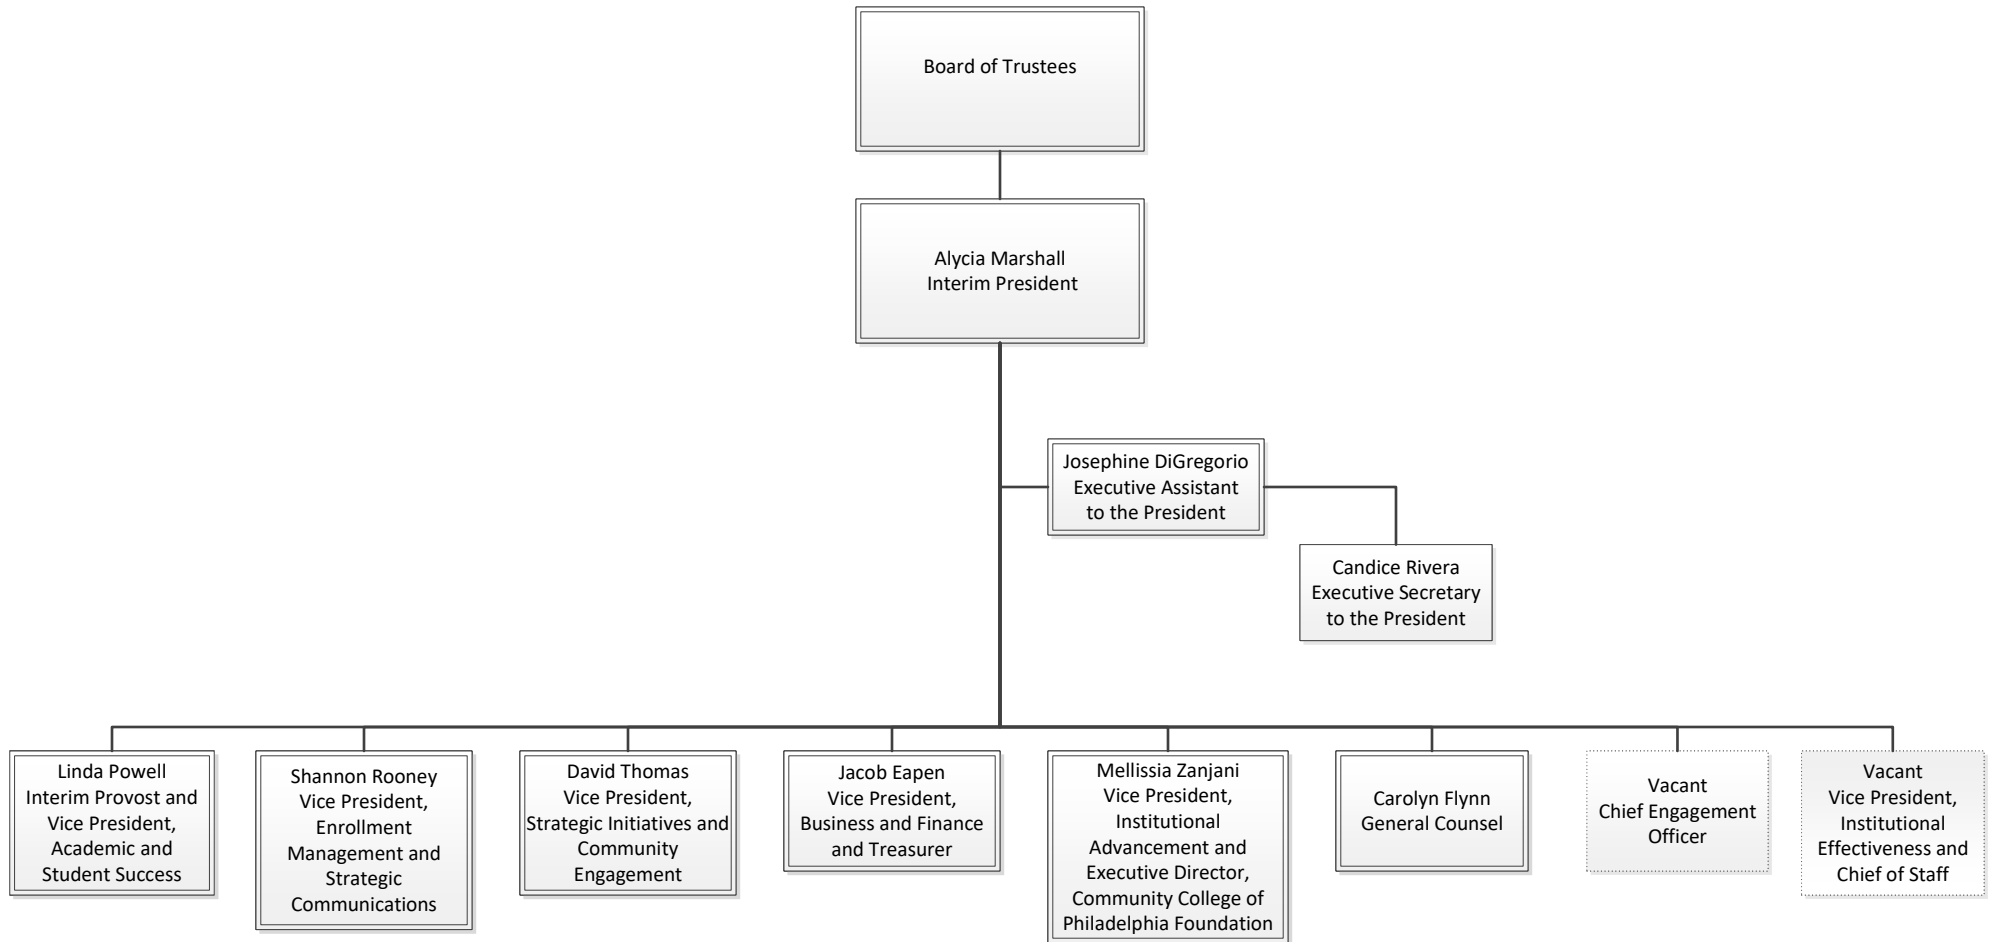 Board of Trustees
Alycia Marshall
Interim President
Josephine DiGregorio
Executive Assistant
to the President
Candice Rivera
Executive Secretary
to the President
Linda Powell
Interim Provost and
Vice President,
Academic and
Student Success
Shannon Rooney
Vice President,
Enrollment
Management and
Strategic
Communications
David Thomas
Vice President,
Strategic Initiatives and
Community
Engagement
Jacob Eapen
Vice President,
Business and Finance
and Treasurer
Mellissia Zanjani
Vice President,
Institutional
Advancement and
Executive Director,
Community College of
Philadelphia Foundation
Carolyn Flynn
General Counsel
Vacant
Chief Engagement
Officer
Vacant
Vice President,
Institutional
Effectiveness and
Chief of Staff